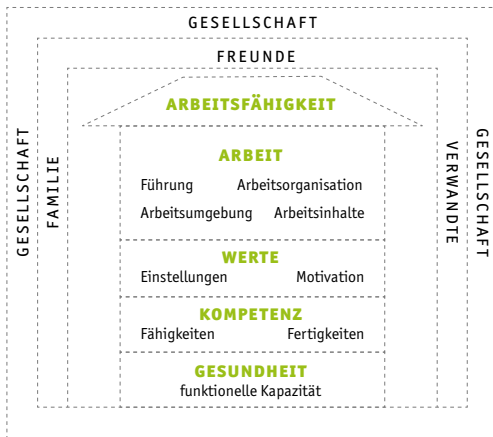 GESELLSCHAFT
FREUNDE
GESELLSCHAFT
FAMILIE
ARBEITSFÄHIGKEIT
ARBEIT
Führung Arbeitsorganisation
Arbeitsumgebung Arbeitsinhalte
WERTE
Einstellungen Motivation
KOMPETENZ
Fähigkeiten Fertigkeiten
GESUNDHEIT
funktionelle Kapazität
VERWANDTE
GESELLSCHAFT